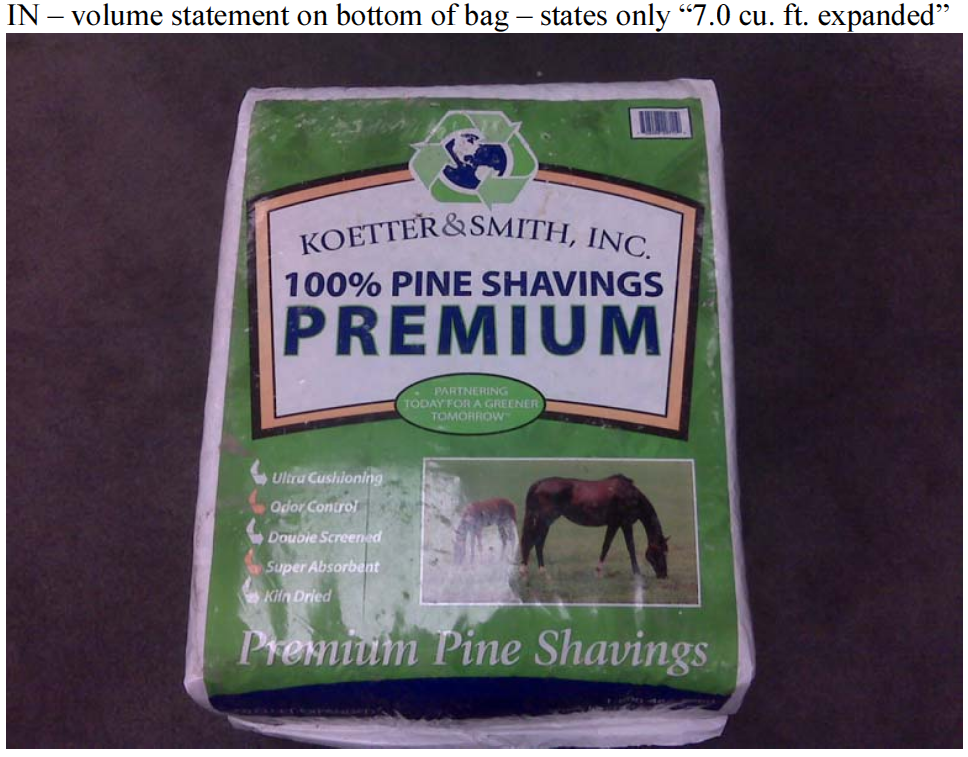 IN – volume statement on bottom of bag – states only “7.0 cu. ft. expanded”
KOETTER&SMITH, INC.
100% PINE SHAVINGS
PREMIUM
PARTNERING
TODAY FOR A GREENER
TOMORROW™
Ultra Cushioning
Odor Control
Double Screened
Super Absorbent
Kiln Dried
Premium Pine Shavings